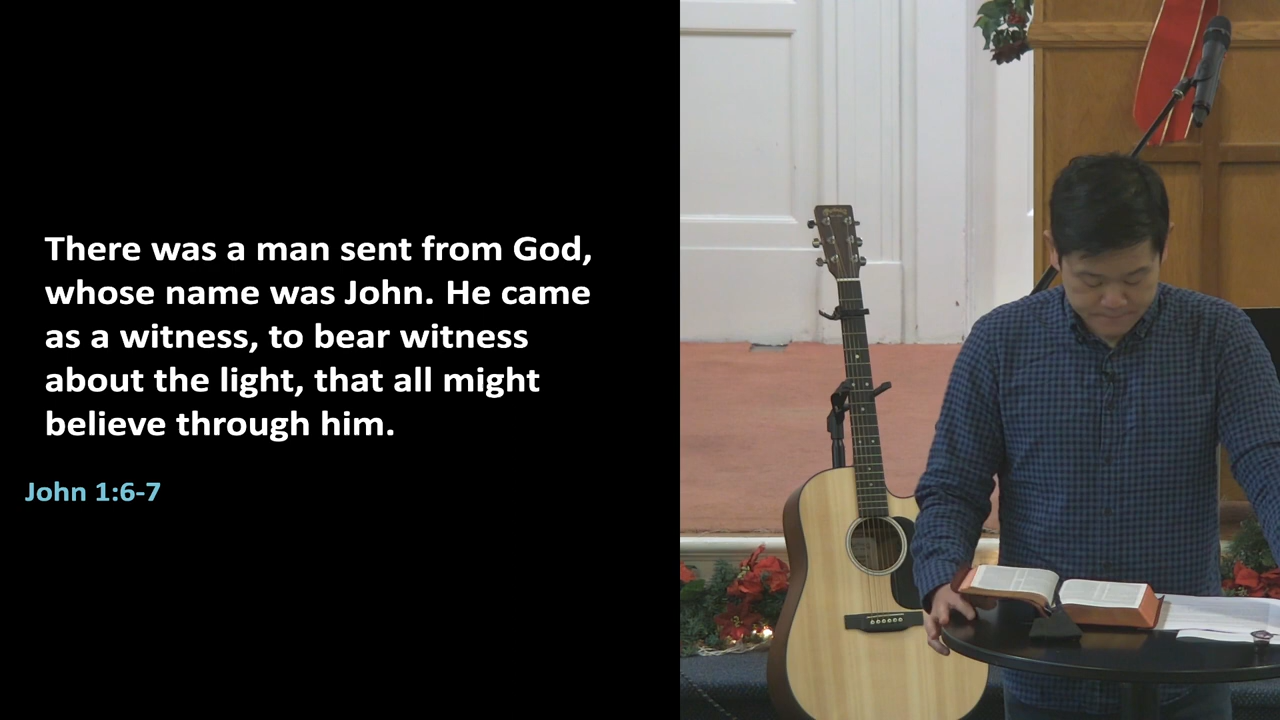 There was a man sent from God,
whose name was John. He came
as a witness, to bear witness
about the light, that all might
believe through him.
John 1:6-7